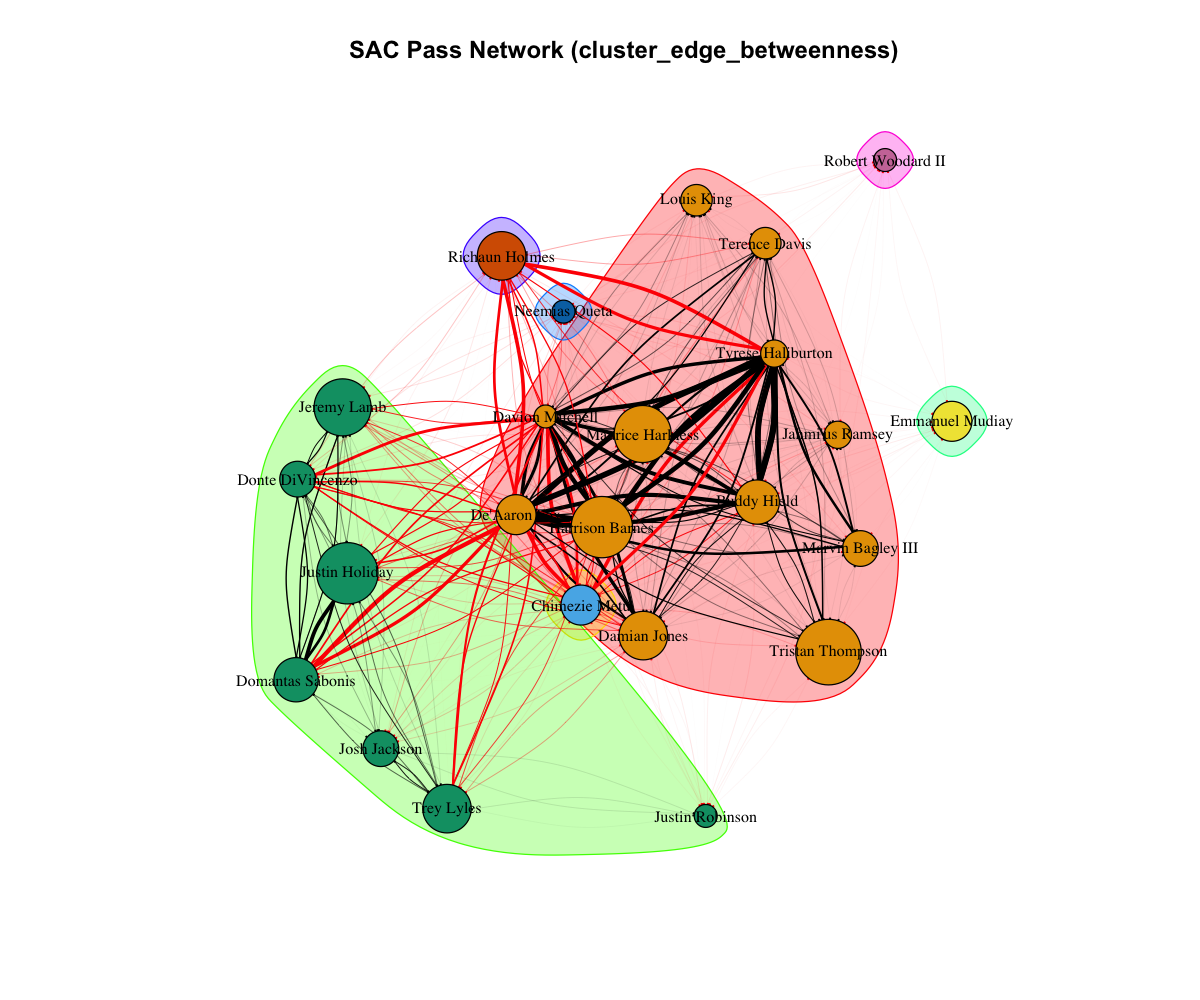 SAC Pass Network (cluster_edge_betweenness)
Robert Woodard II
Louis King
Terence Davis
Richaun Holmes
Neemias Queta
Tyrese Haliburton
Jeremy Lamb
Davion Mitchell
Emmanuel Mudiay
Maurice Harkless
Jahmi'us Ramsey
Donte DiVincenzo
Buddy Hield
De'Aaron
Harrison Barnes
Marvin Bagley III
Justin Holiday
Chimezie Metu
Damian Jones
Tristan Thompson
Domantas Sabonis
Josh Jackson
Trey Lyles
Justin Robinson